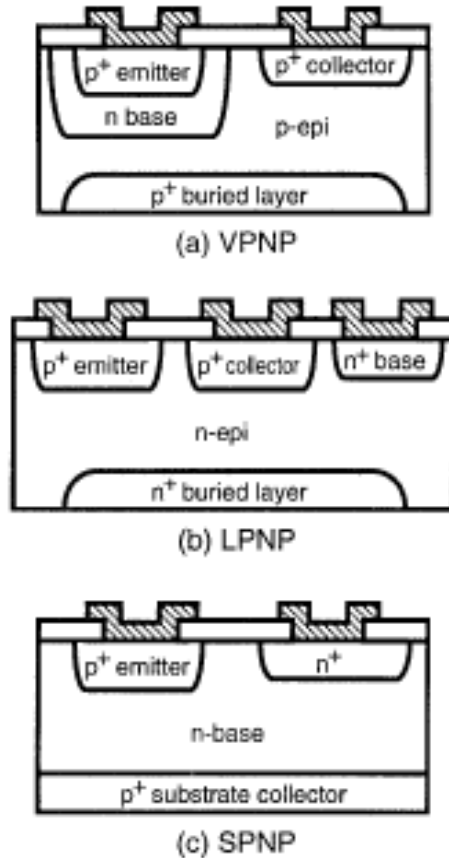 p+ emitter
p+ collector
n base
p-epi
p+ buried layer
(a) VPNP
p+ emitter
p+ collector
n+ base
n-epi
n+ buried layer
(b) LPNP
p+ emitter
n+
n-base
p+ substrate collector
(c) SPNP